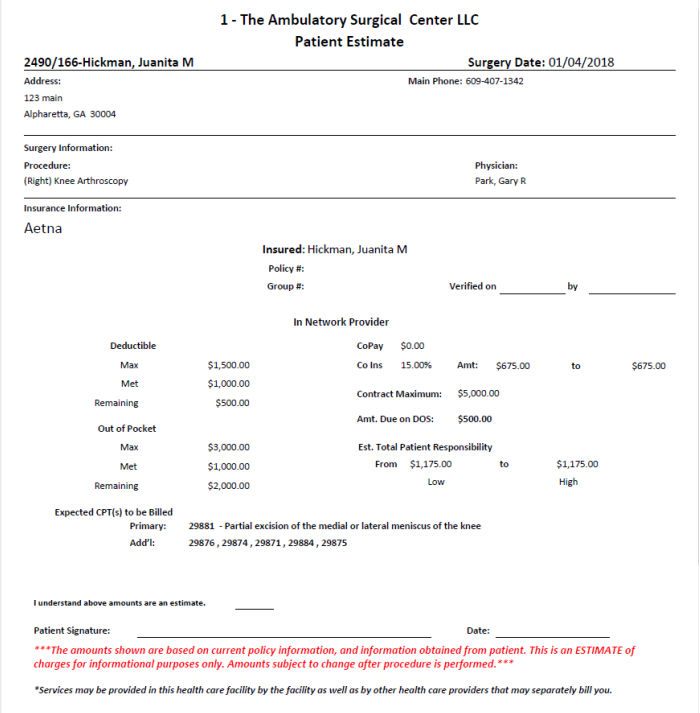 1 - The Ambulatory Surgical Center LLC
Patient Estimate
2490/166-Hickman, Juanita M Surgery Date: 01/04/2018
Address: Main Phone: 609-407-1342
123 main
Alpharetta, GA 30004
Surgery Information:
Procedure: Physician:
(Right) Knee Arthroscopy Park, Gary R
Insurance Information:
Aetna
Insured: Hickman, Juanita M
Policy #:
Group #: Verified on by
In Network Provider
Deductible CoPay $0.00
Max $1,500.00 Co Ins 15.00% Amt: $675.00 to $675.00
Met $1,000.00
Contract Maximum: $5,000.00
Remaining $500.00
Amt. Due on DOS: $500.00
Out of Pocket
Max $3,000.00 Est. Total Patient Responsibility
Met $1,000.00 From $1,175.00 to $1,175.00
Remaining $2,000.00 Low High
Expected CPT(s) to be Billed
Primary: 29881 - Partial excision of the medial or lateral meniscus of the knee
Add'l: 29876 , 29874 , 29871 , 29884 , 29875
I understand above amounts are an estimate.
Patient Signature: Date:
***The amounts shown are based on current policy information, and information obtained from patient. This is an ESTIMATE of
charges for informational purposes only. Amounts subject to change after procedure is performed.***
*Services may be provided in this health care facility by the facility as well as by other health care providers that may separately bill you.